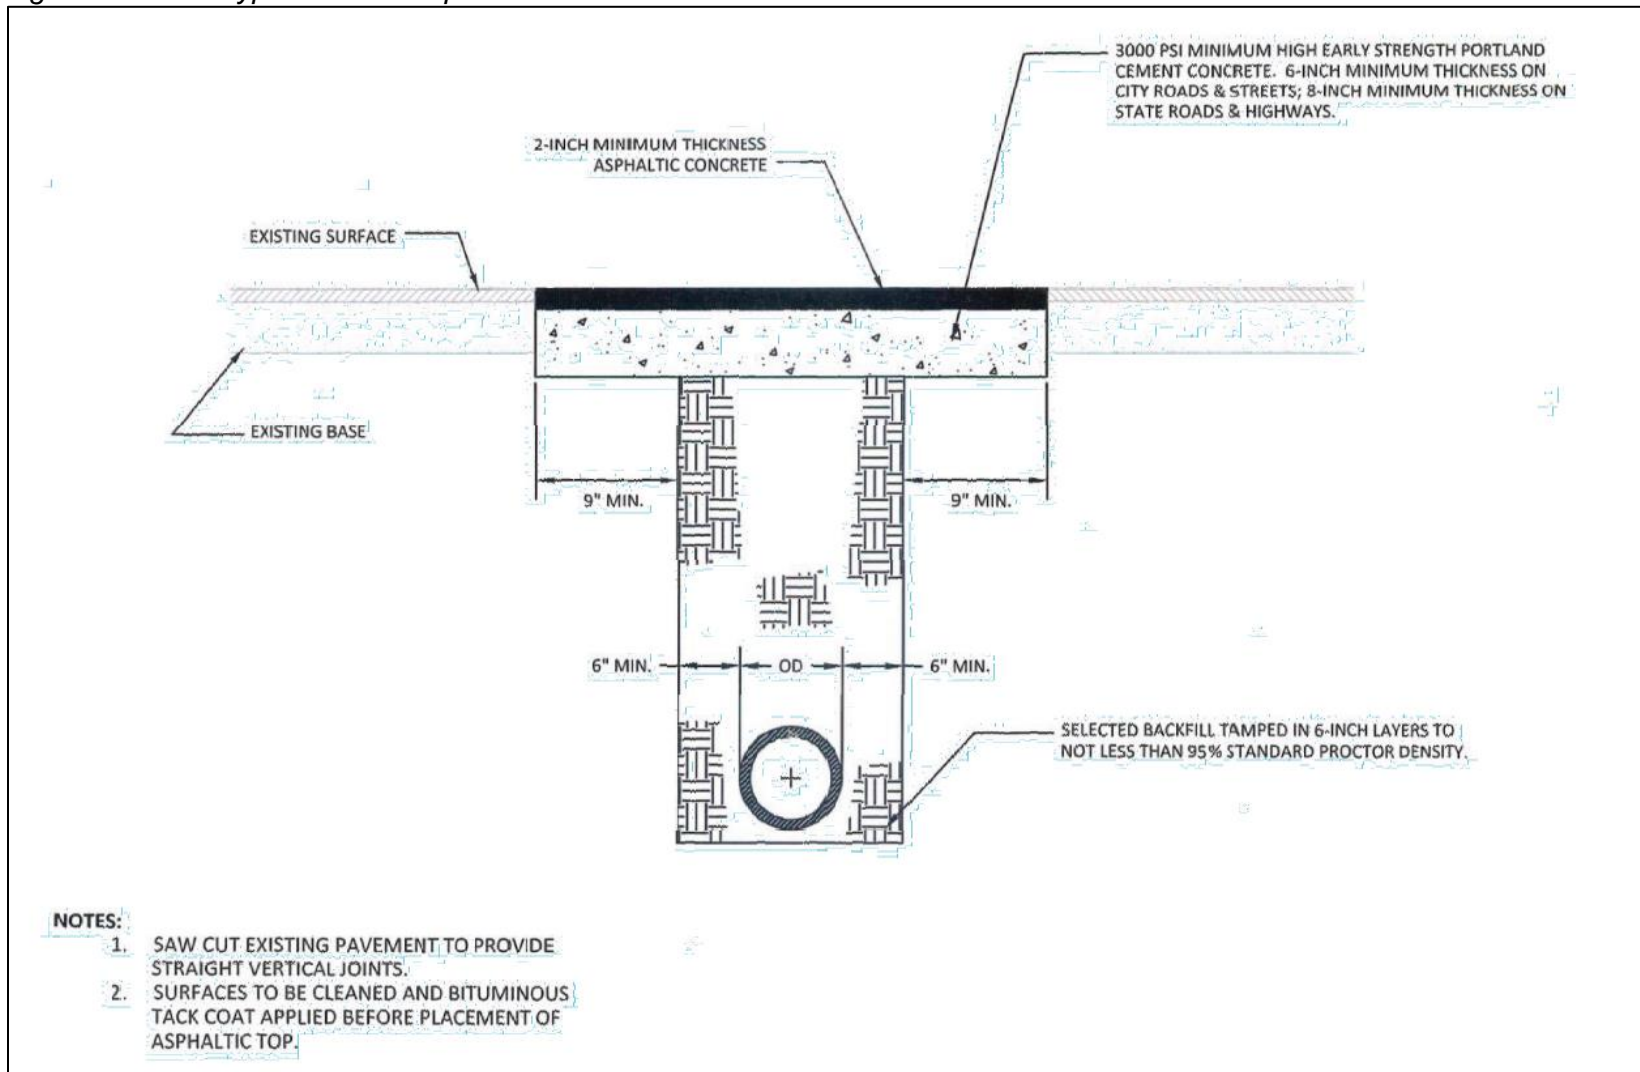 3000 PSI MINIMUM HIGH EARLY STRENGTH PORTLAND
CEMENT CONCRETE. 6-INCH MINIMUM THICKNESS ON
CITY ROADS & STREETS; 8-INCH MINIMUM THICKNESS ON
STATE ROADS & HIGHWAYS.
2-INCH MINIMUM THICKNESS
ASPHALTIC CONCRETE
EXISTING SURFACE
EXISTING BASE
9" MIN.
9" MIN.
6" MIN.
OD
6" MIN.
SELECTED BACKFILL TAMPED IN 6-INCH LAYERS TO
NOT LESS THAN 95% STANDARD PROCTOR DENSITY.
NOTES:
1. SAW CUT EXISTING PAVEMENT TO PROVIDE
STRAIGHT VERTICAL JOINTS.
2. SURFACES TO BE CLEANED AND BITUMINOUS
TACK COAT APPLIED BEFORE PLACEMENT OF
ASPHALTIC TOP.